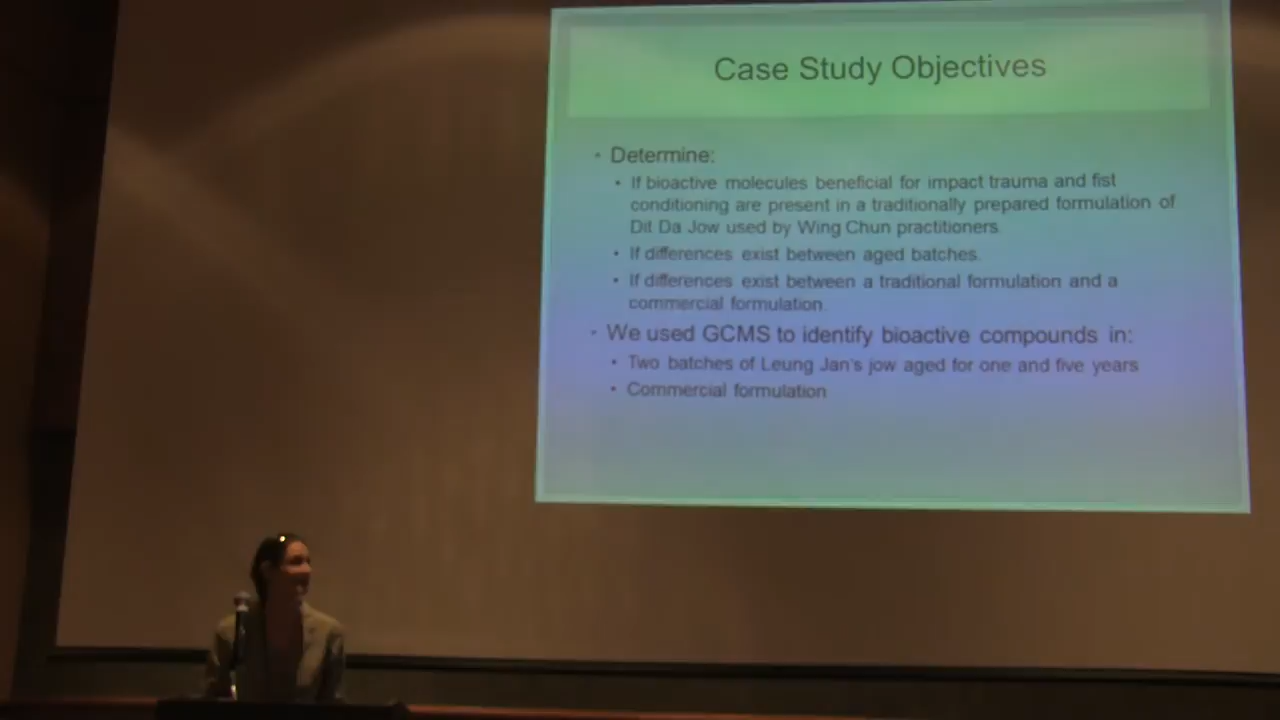 Case Study Objectives
• Determine:
• If bioactive molecules beneficial for impact trauma and fist
conditioning are present in a traditionally prepared formulation of
Dit Da Jow used by Wing Chun practitioners
• If differences exist between aged batches.
• If differences exist between a traditional formulation and a
commercial formulation.
• We used GCMS to identify bioactive compounds in:
• Two batches of Leung Jan's jow aged for one and five years
• Commercial formulation